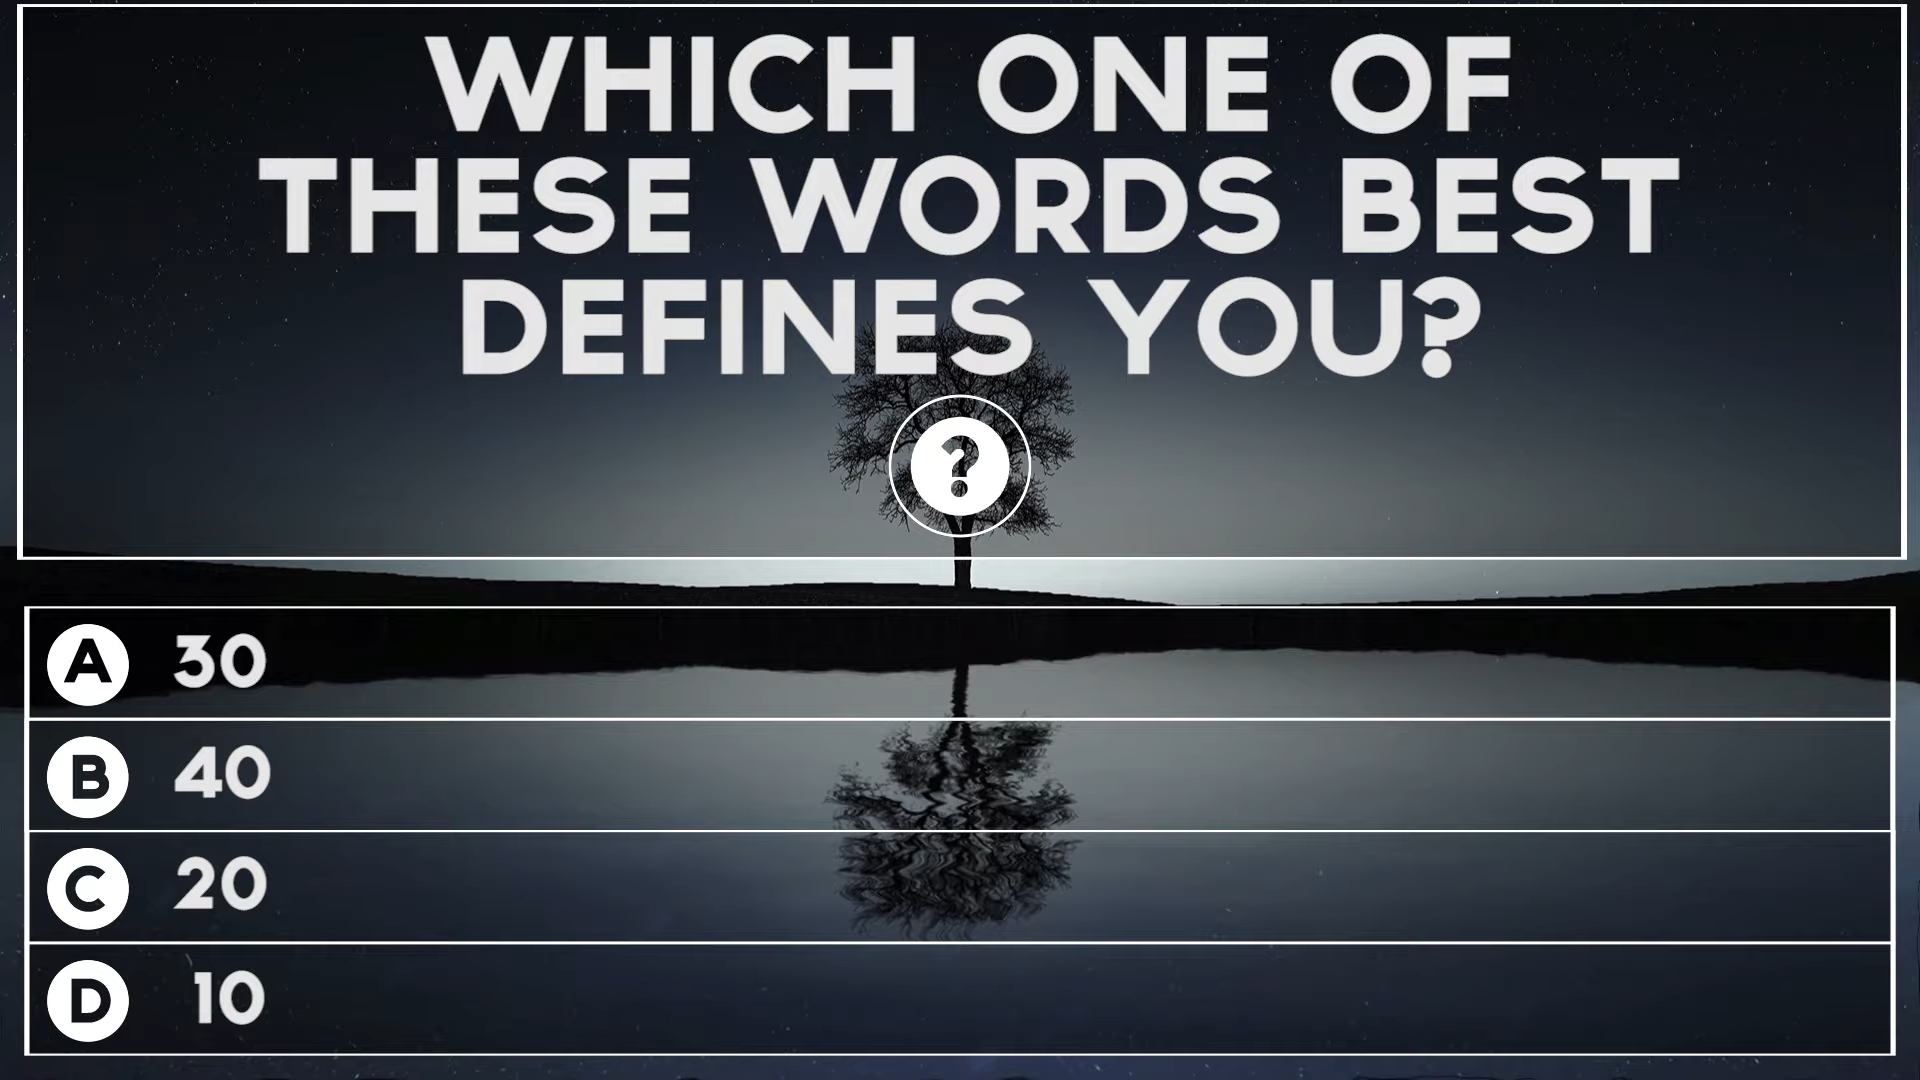 WHICH ONE OF
THESE WORDS BEST
DEFINES YOU?
?
A 30
B 40
C 20
D 10